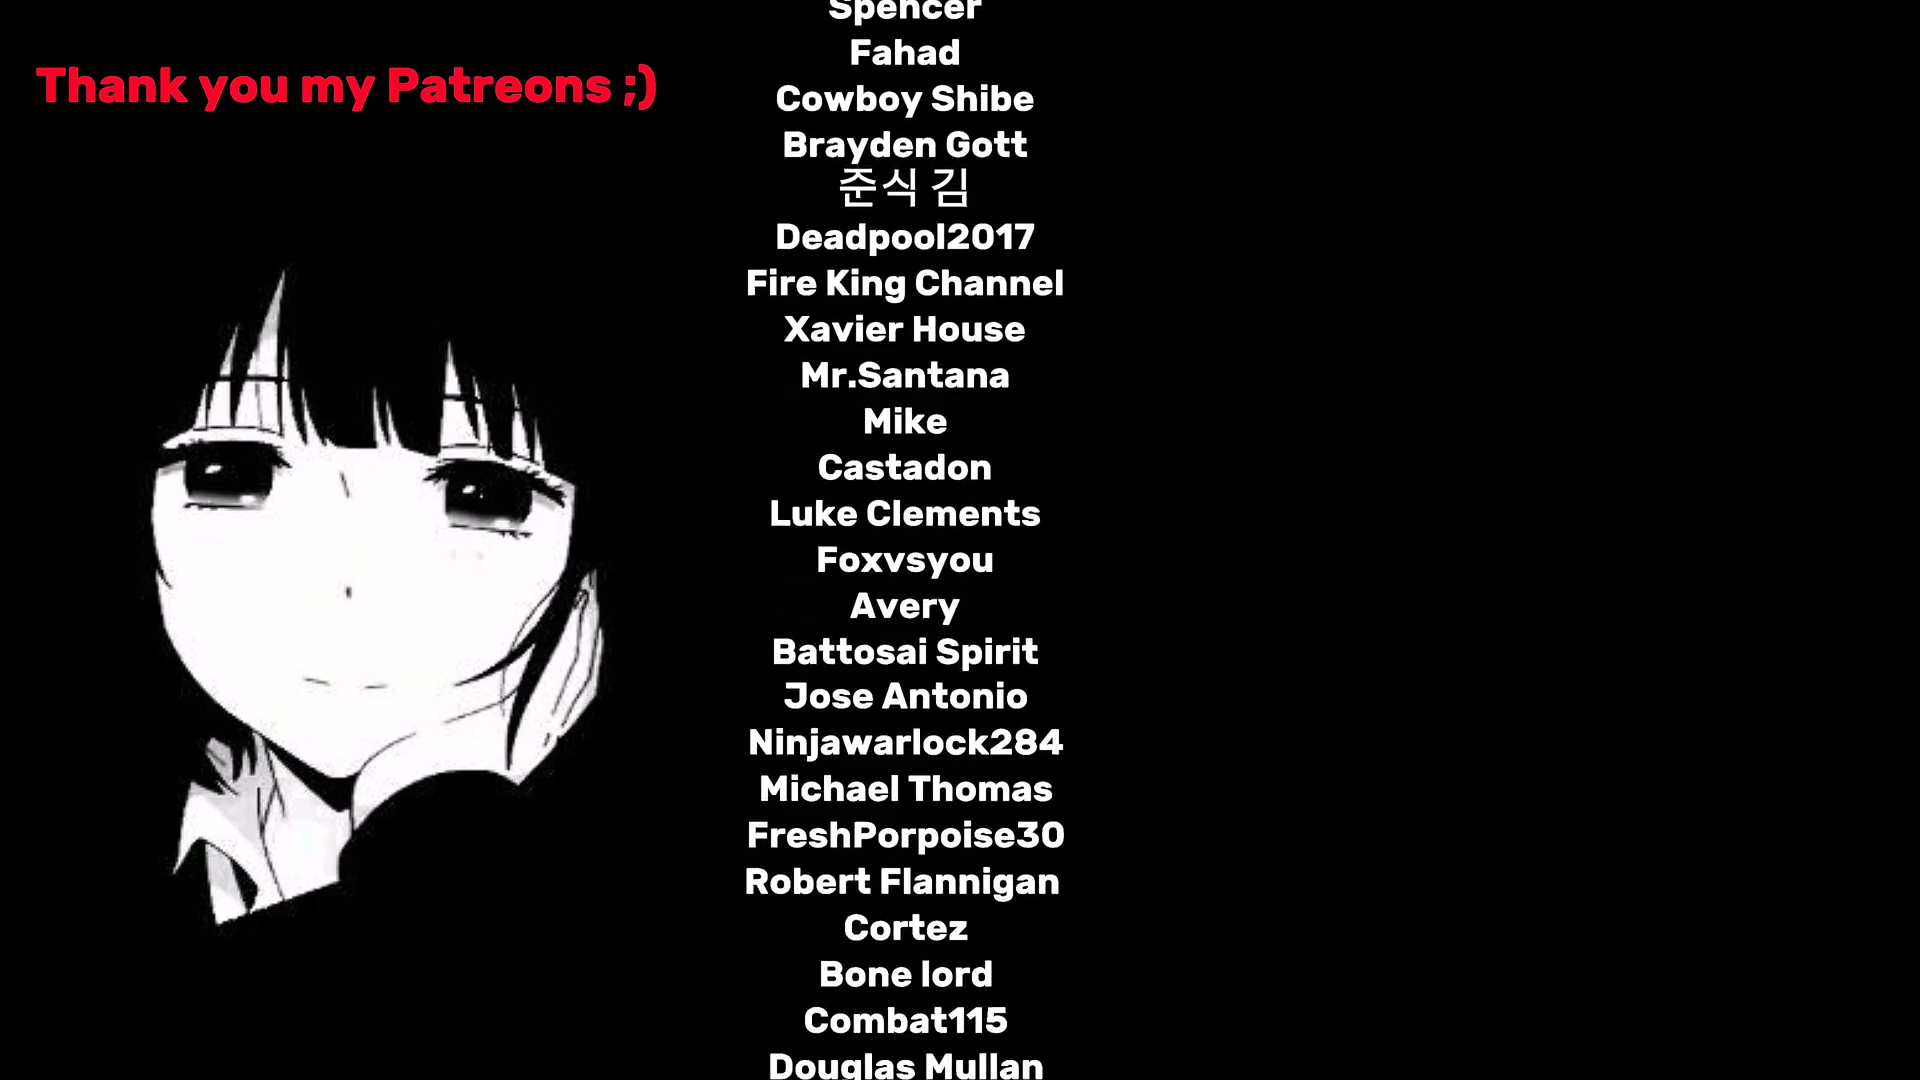 Thank you my Patreons ;)
Spencer
Fahad
Cowboy Shibe
Brayden Gott
준식 김
Deadpool2017
Fire King Channel
Xavier House
Mr.Santana
Mike
Castadon
Luke Clements
Foxvsyou
Avery
Battosai Spirit
Jose Antonio
Ninjawarlock284
Michael Thomas
FreshPorpoise30
Robert Flannigan
Cortez
Bone lord
Combat115
Douglas Mullan